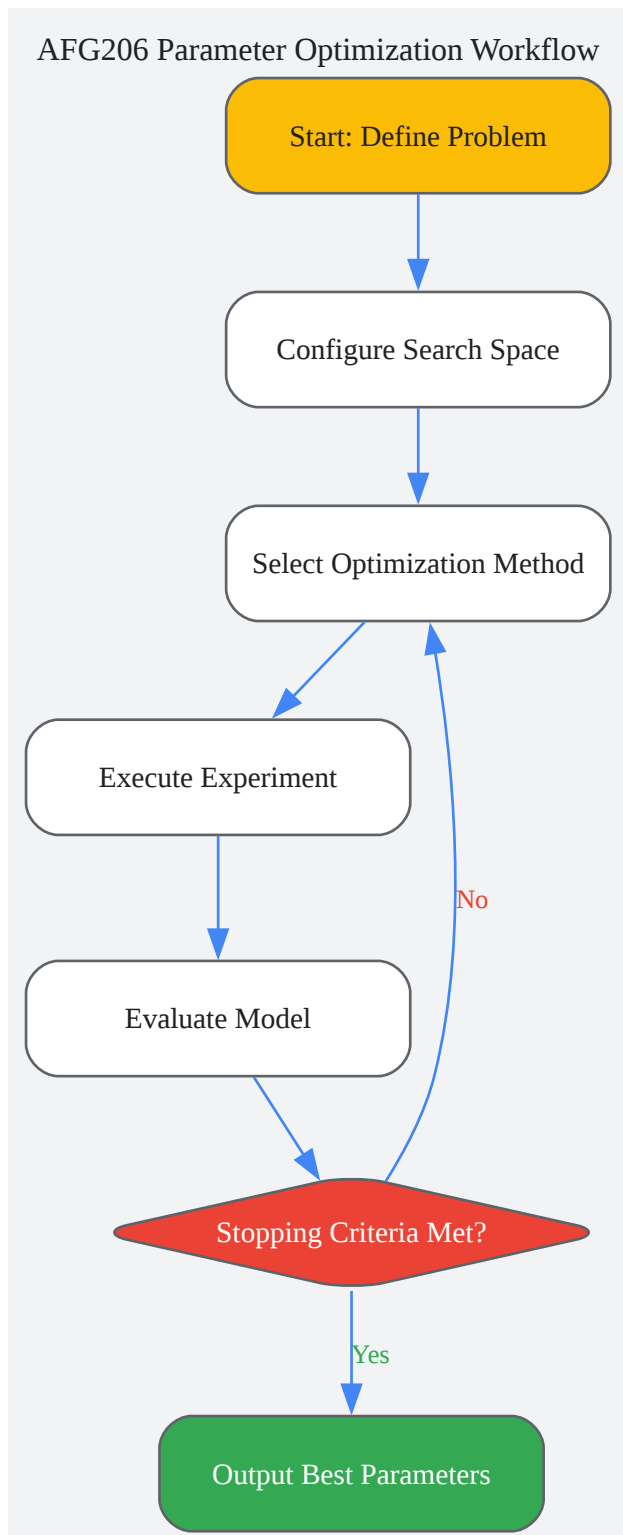 AFG206 Parameter Optimization Workflow
Start: Define Problem
Configure Search Space
Select Optimization Method
Execute Experiment
No
Evaluate Model
Stopping Criteria Met?
Yes
Output Best Parameters